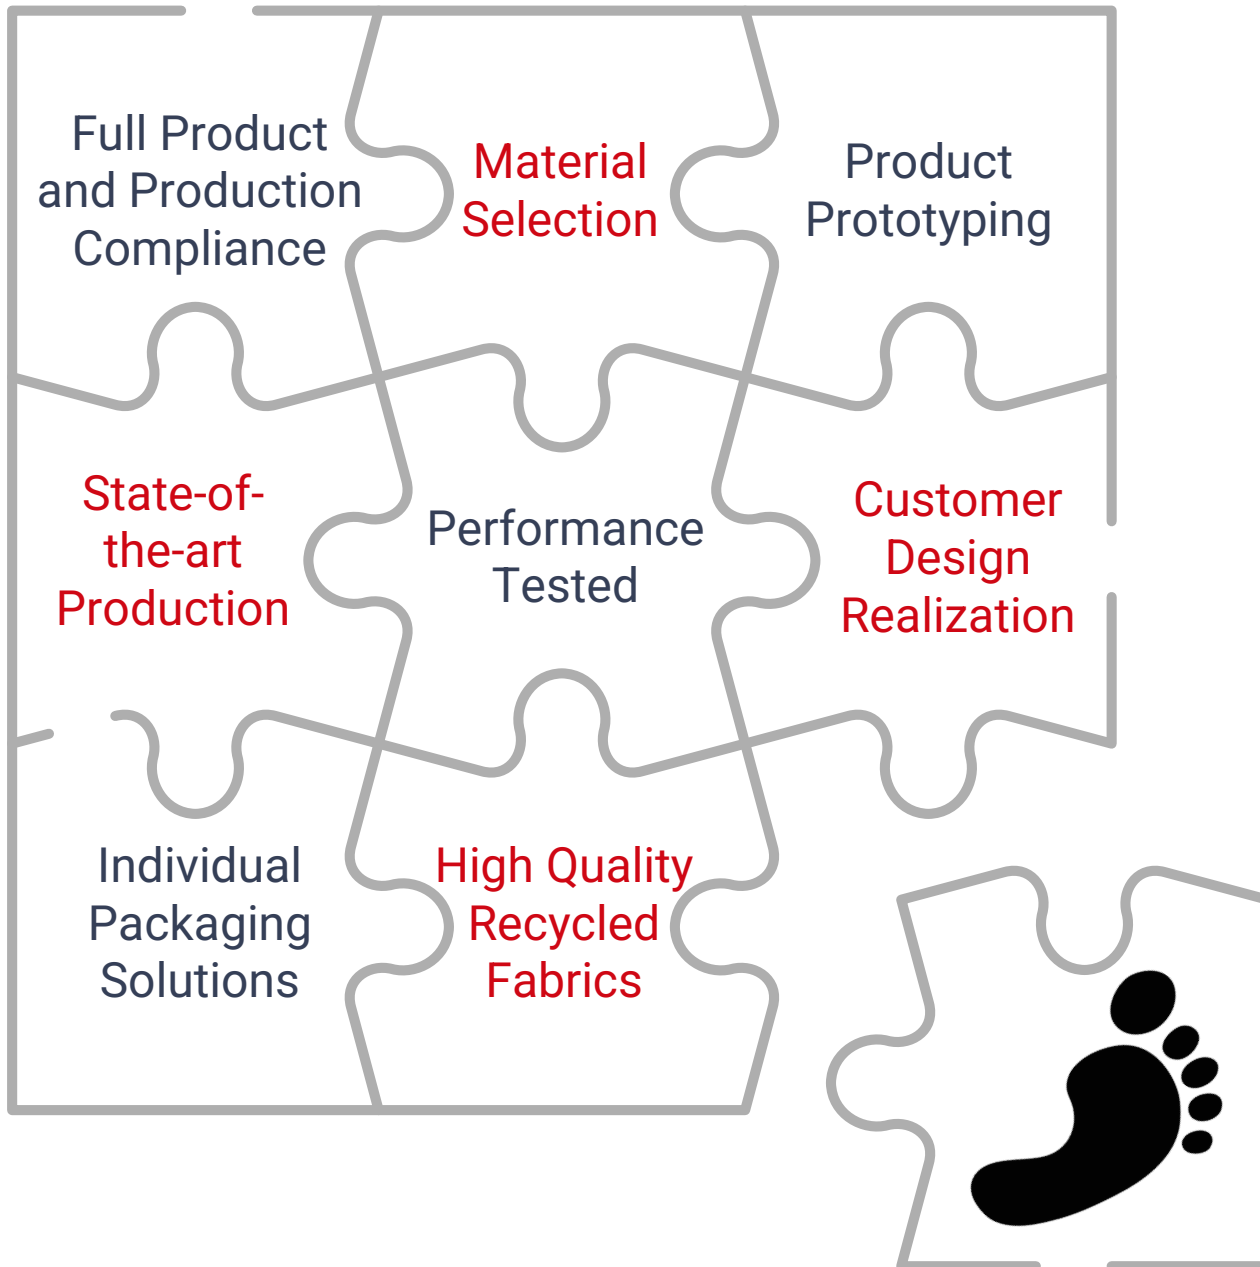 Full Product
and Production
Compliance
Material
Selection
Product
Prototyping
State-of-
the-art
Production
Performance
Tested
Customer
Design
Realization
Individual
Packaging
Solutions
High Quality
Recycled
Fabrics